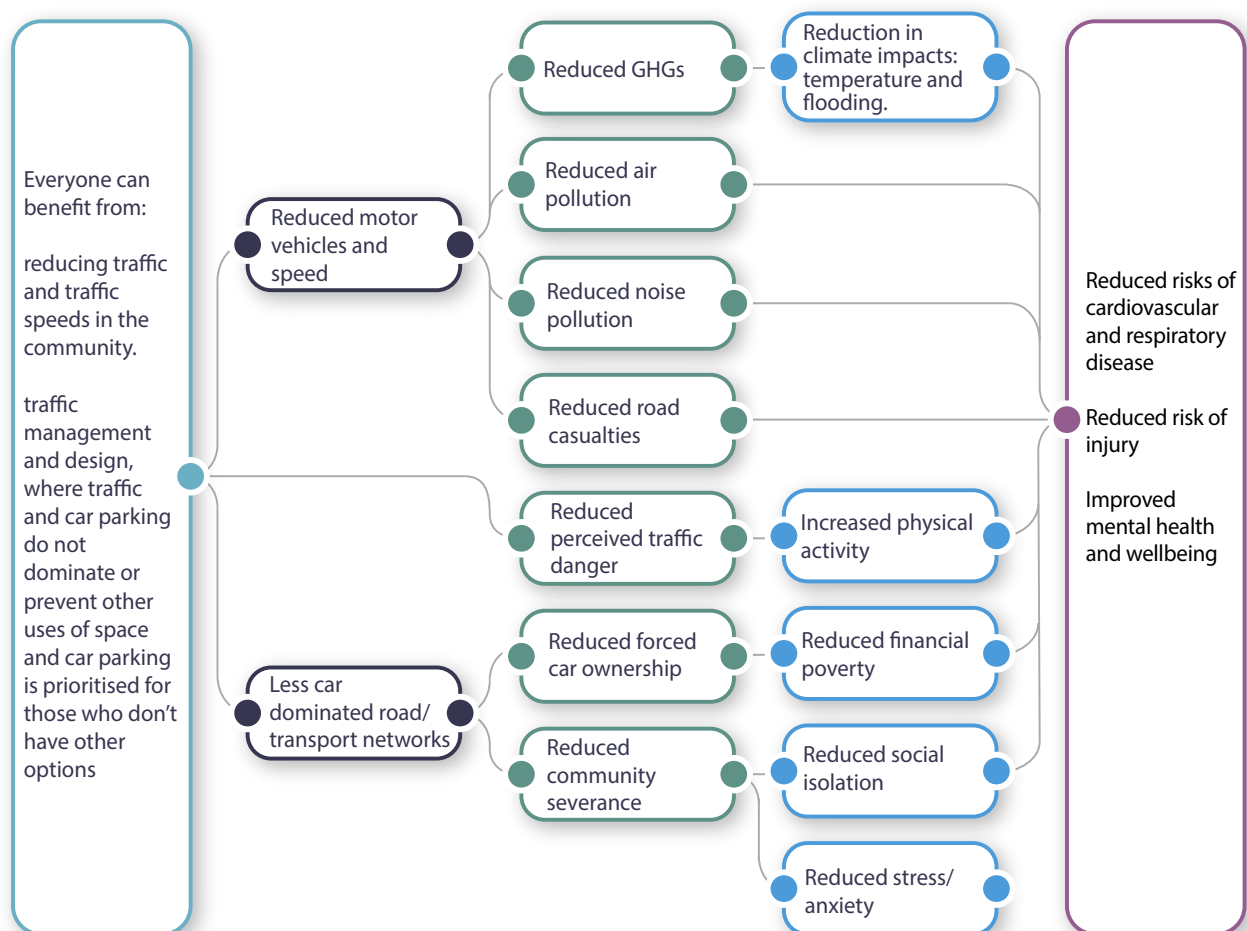 Everyone can
benefit from:
reducing traffic
and traffic
speeds in the
community.
traffic
management
and design,
where traffic
and car parking
do not
dominate or
prevent other
uses of space
and car parking
is prioritised for
those who don’t
have other
options
Reduced motor
vehicles and
speed
Less car
dominated road/
transport networks
Reduced GHGs
Reduced air
pollution
Reduced noise
pollution
Reduced road
casualties
Reduced
perceived traffic
danger
Reduced forced
car ownership
Reduced
community
severance
Reduction in
climate impacts:
temperature and
flooding.
Increased physical
activity
Reduced financial
poverty
Reduced social
isolation
Reduced stress/
anxiety
Reduced risks of
cardiovascular
and respiratory
disease
Reduced risk of
injury
Improved
mental health
and wellbeing